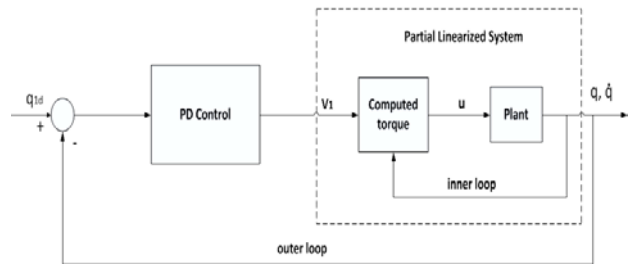 Partial Linearized System
q1d
+
-
PD Control
V1
Computed
torque
u
Plant
q, q̇
inner loop
outer loop